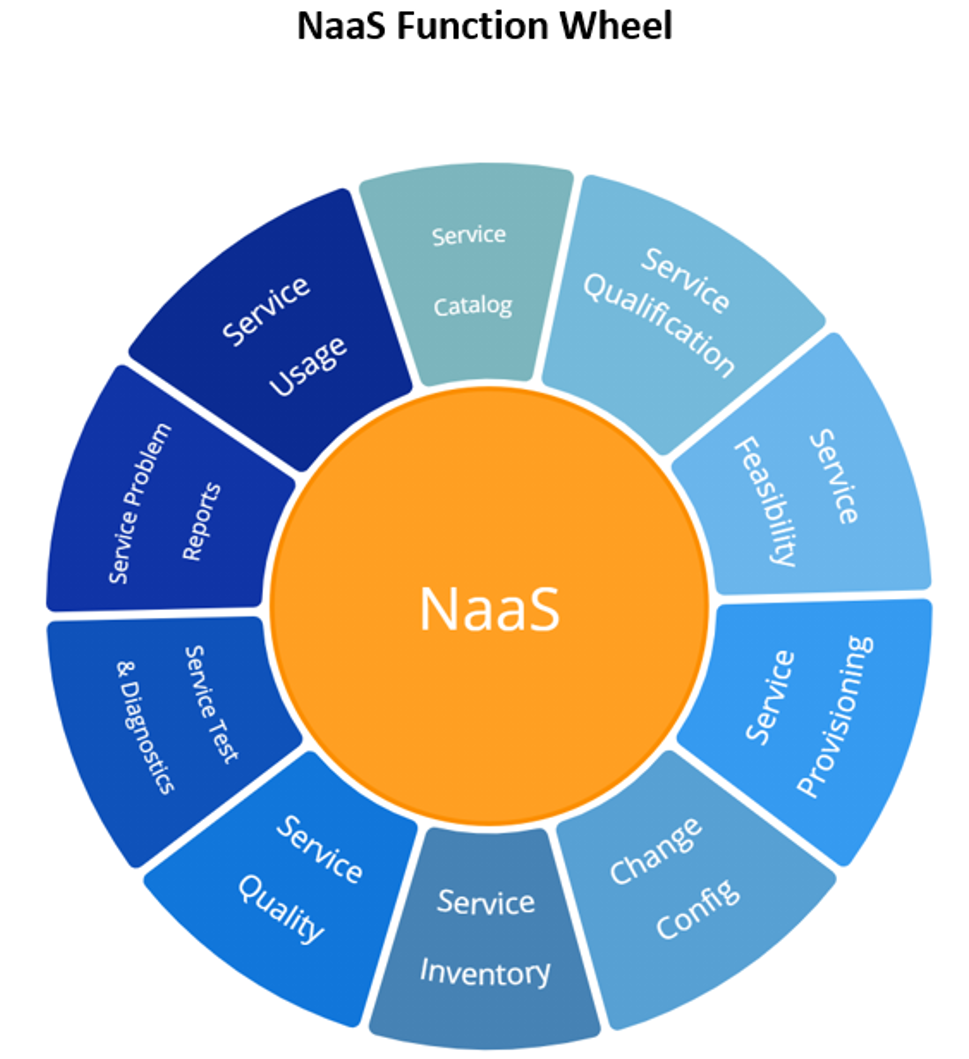 NaaS Function Wheel
Service
Catalog
Service
Qualification
Service
Feasibility
Service
Provisioning
Change
Config
Service
Inventory
Service
Quality
Service Test
& Diagnostics
Service Problem
Reports
Service
Usage
NaaS